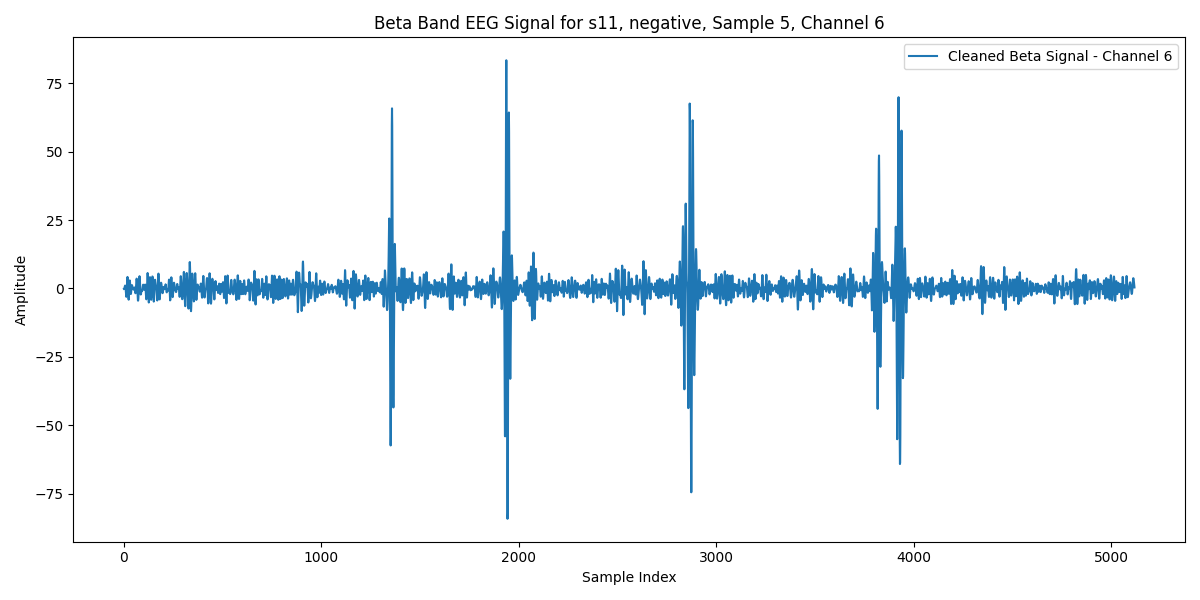 Beta Band EEG Signal for s11, negative, Sample 5, Channel 6
Cleaned Beta Signal - Channel 6
Amplitude
75
50
25
0
−25
−50
−75
0 1000 2000 3000 4000 5000
Sample Index